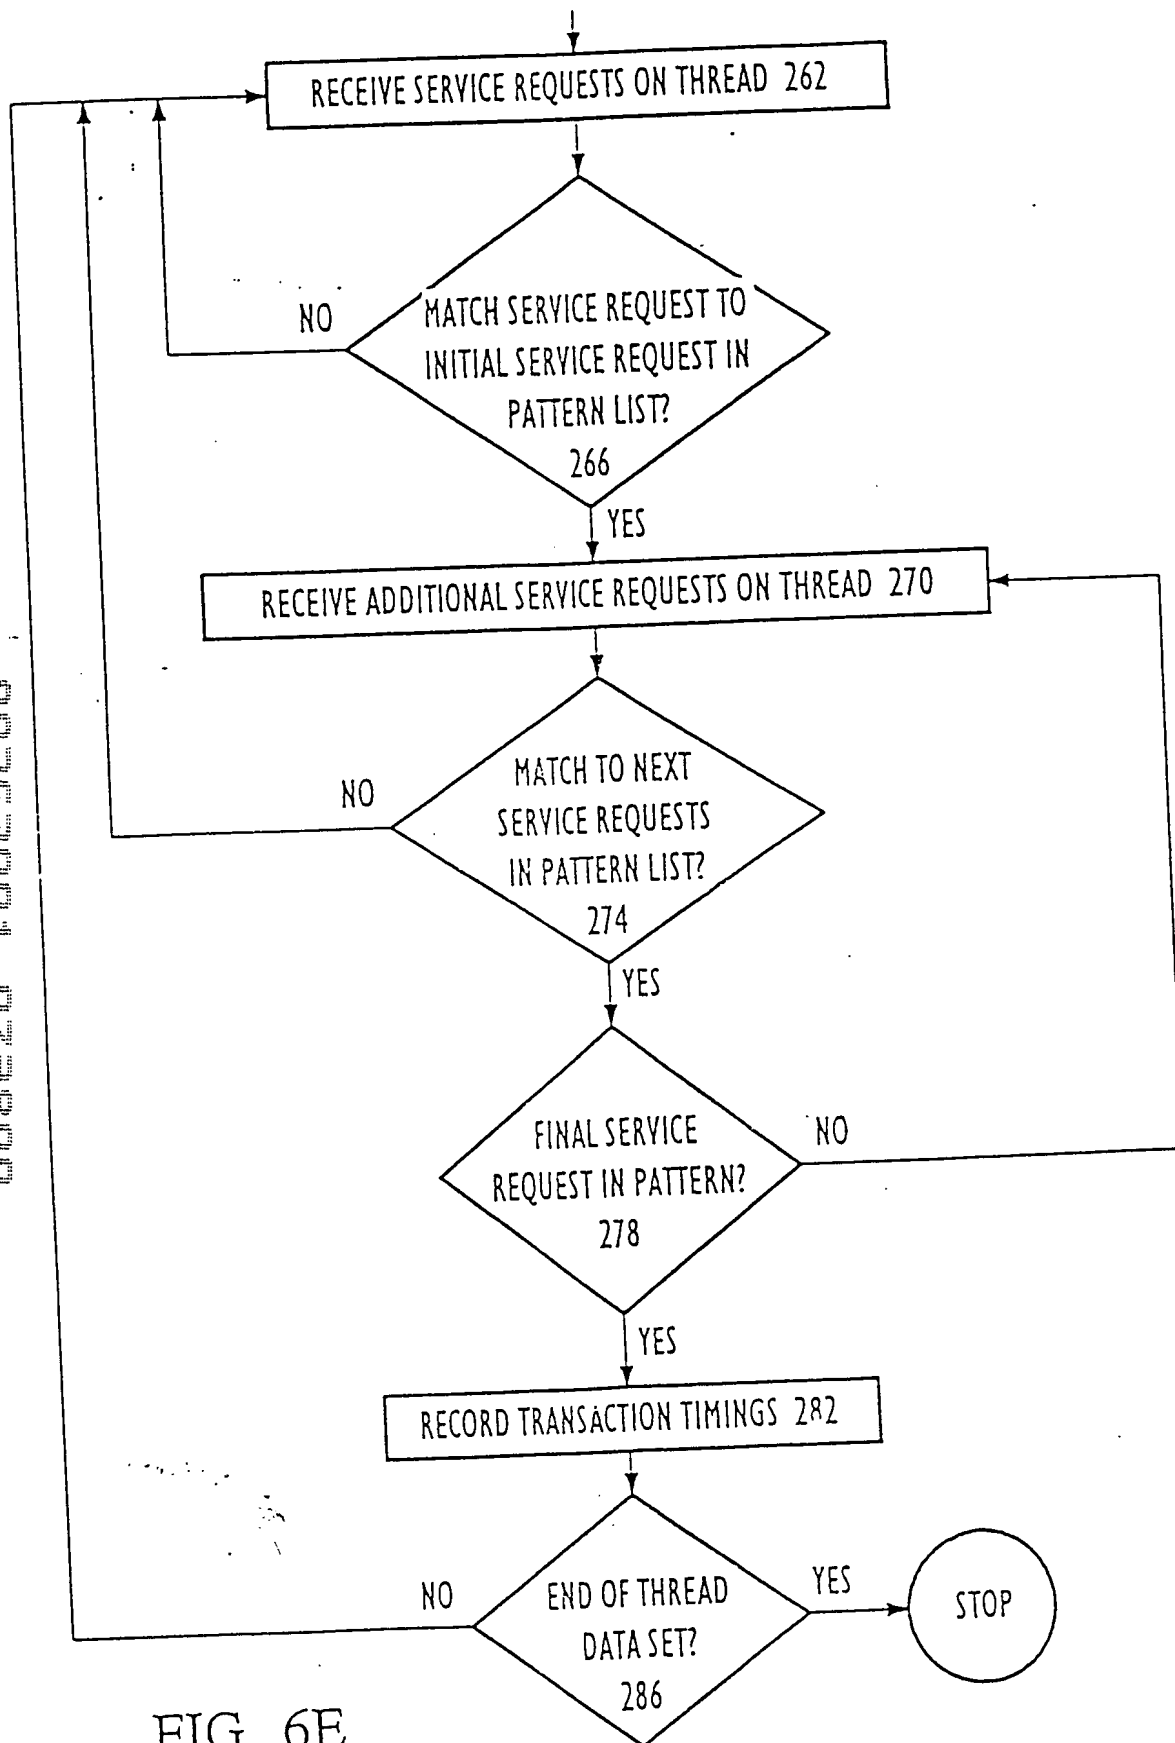 RECEIVE SERVICE REQUESTS ON THREAD 262
NO
MATCH SERVICE REQUEST TO
INITIAL SERVICE REQUEST IN
PATTERN LIST?
266
YES
RECEIVE ADDITIONAL SERVICE REQUESTS ON THREAD 270
NO
MATCH TO NEXT
SERVICE REQUESTS
IN PATTERN LIST?
274
YES
FINAL SERVICE
REQUEST IN PATTERN?
278
NO
YES
RECORD TRANSACTION TIMINGS 282
NO
END OF THREAD
DATA SET?
286
YES
STOP
FIG. 6E